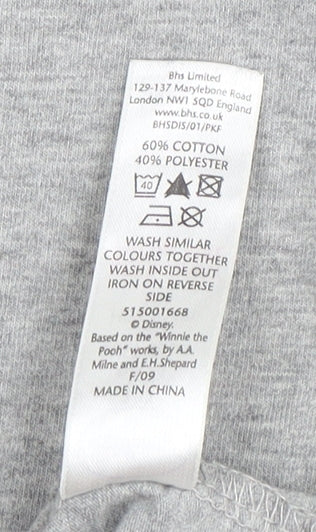 Bhs Limited
129-137 Marylebone Road
London NW1 5QD England
www.bhs.co.uk
BHSDIS/01/PKF
60% COTTON
40% POLYESTER
40
WASH SIMILAR
COLOURS TOGETHER
WASH INSIDE OUT
IRON ON REVERSE
SIDE
515001668
© Disney.
Based on the "Winnie the
Pooh" works, by A.A.
Milne and E.H.Shepard
F/09
MADE IN CHINA